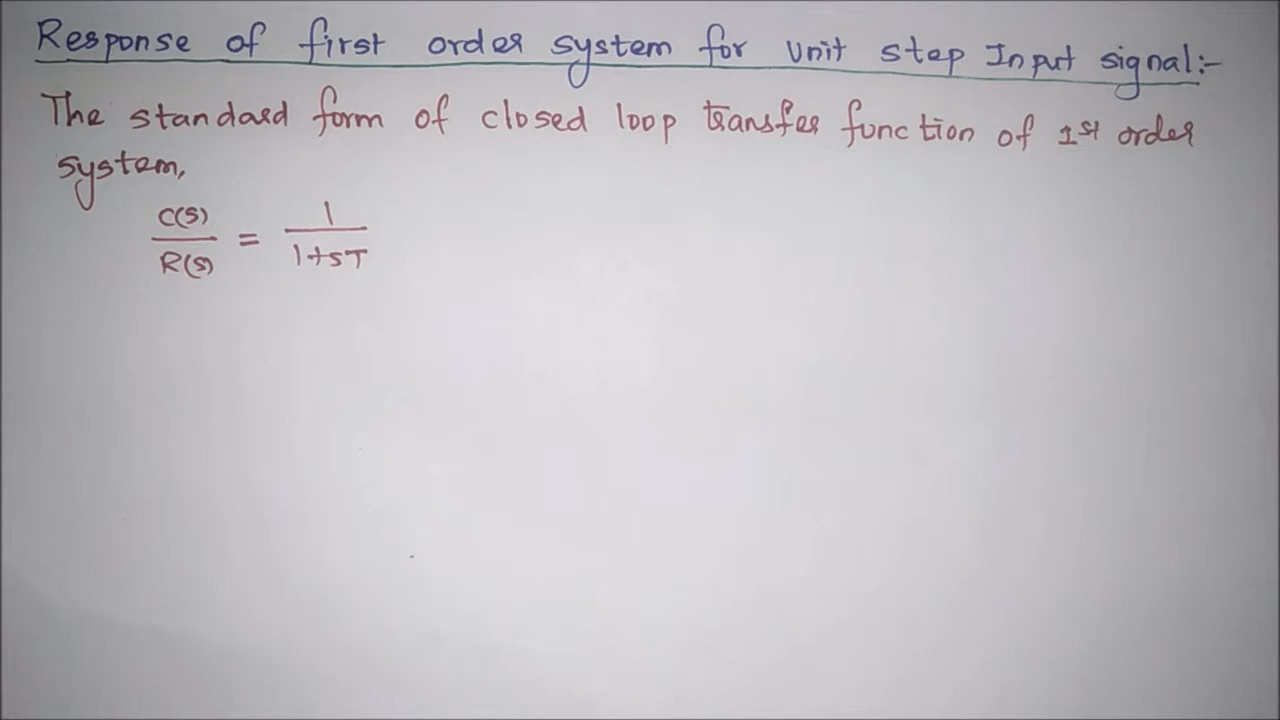 Response of first order system for unit step Input signal:-
The standard form of closed loop transfer function of 1st order
system,
C(S)/R(S) = 1/1+ST